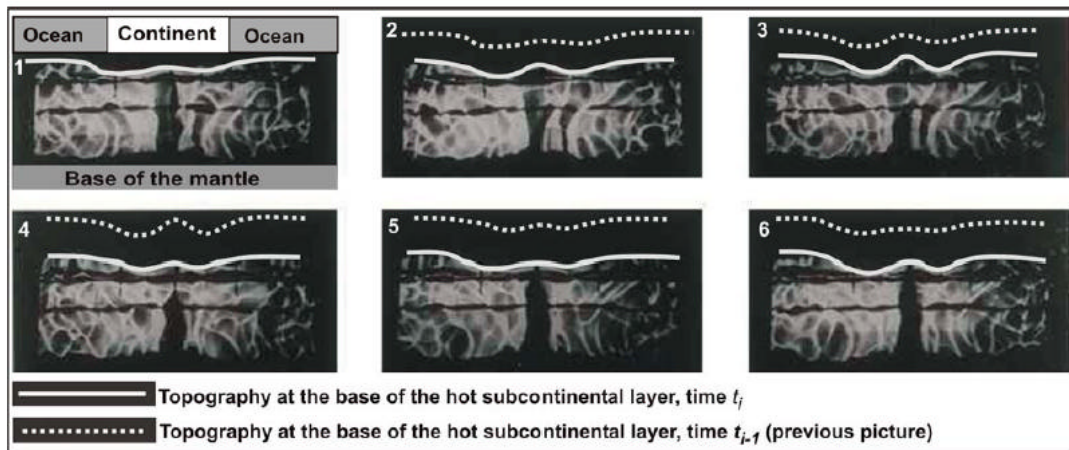 Ocean Continent Ocean
1
2
3
Base of the mantle
4
5
6
Topography at the base of the hot subcontinental layer, time tᵢ
Topography at the base of the hot subcontinental layer, time tᵢ₋₁ (previous picture)